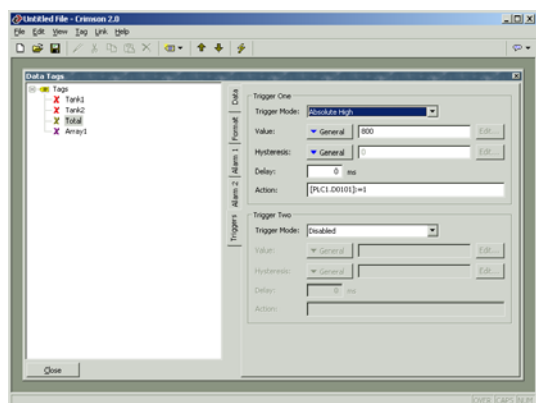 Untitled File - Crimson 2.0
File Edit View Tag Link Help
Data Tags
Tags
Tank1
Tank2
Total
Array1
Data
Format
Alarm 1
Alarm 2
Triggers
Trigger One
Trigger Mode: Absolute High
Value: General 800 Edit...
Hysteresis: General 0 Edit...
Delay: 0 ms
Action: [PLC1.D0101]:=1
Trigger Two
Trigger Mode: Disabled
Value: General Edit...
Hysteresis: General Edit...
Delay: 0 ms
Action:
Close
OVER CAPS NUM